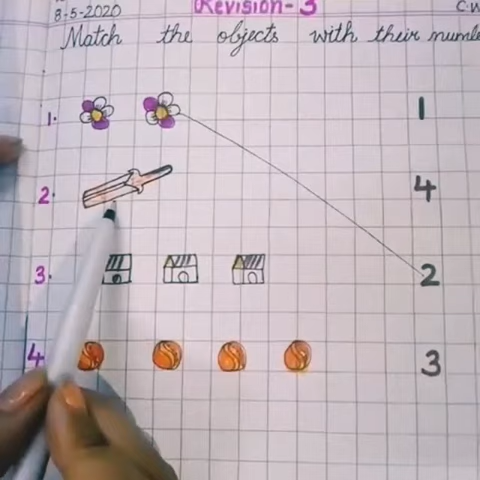 8-5-2020 Revision-3 C.W
Match the objects with their
1. 1
2. 4
3. 2
4 3